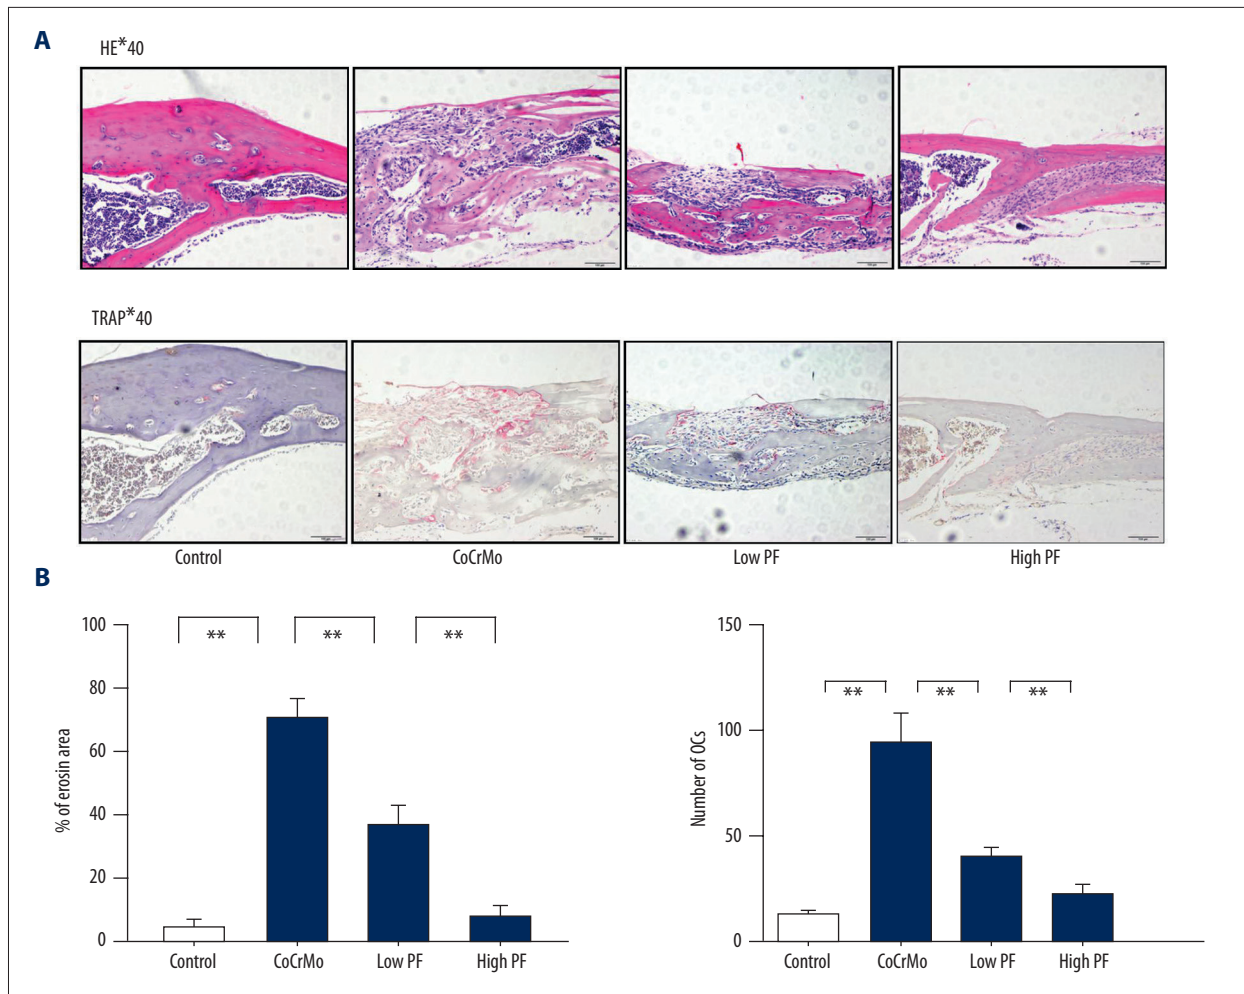 A
HE*40
TRAP*40
Control CoCrMo Low PF High PF
B
100
80
60
40
20
0
% of erosin area
** ** **
Control CoCrMo Low PF High PF
150
100
50
0
Number of OCs
** ** **
Control CoCrMo Low PF High PF